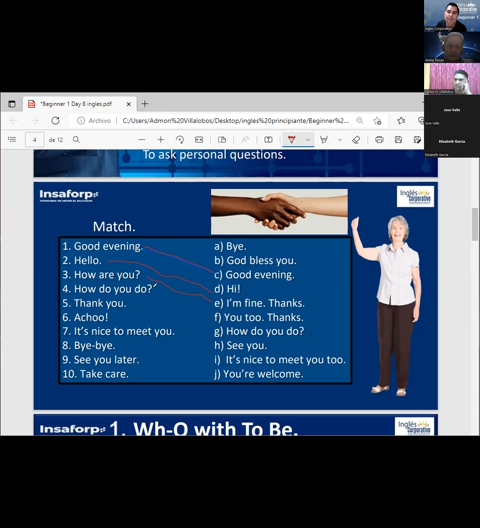 Beginner 1
Jose Valle
Elizabeth Garcia
Elizabeth Garcia
*Beginner 1 Day 8 ingles.pdf
C:/Users/Admon%20Villalobos/Desktop/ingles%20principiante/Beginner%2...
4 de 12
To ask personal questions.
Insaforp
Inglés
Corporativo
Match.
1. Good evening.
2. Hello.
3. How are you?
4. How do you do?
5. Thank you.
6. Achoo!
7. It's nice to meet you.
8. Bye-bye.
9. See you later.
10. Take care.
a) Bye.
b) God bless you.
c) Good evening.
d) Hi!
e) I'm fine. Thanks.
f) You too. Thanks.
g) How do you do?
h) See you.
i) It's nice to meet you too.
j) You're welcome.
Insaforp
1. Wh-Q with To Be.
Inglés
Corporativo